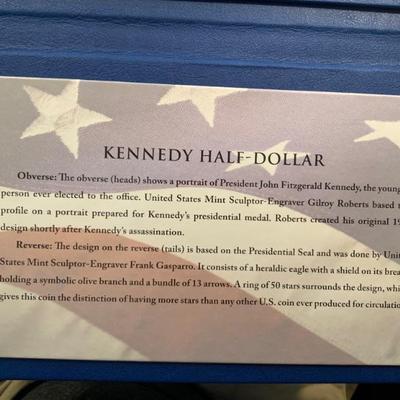 KENNEDY HALF-DOLLAR
Obverse: The obverse (heads) shows a portrait of President John Fitzgerald Kennedy, the young
person ever elected to the office. United States Mint Sculptor-Engraver Gilroy Roberts based t
profile on a portrait prepared for Kennedy's presidential medal. Roberts created his original 19
design shortly after Kennedy's assassination.
Reverse: The design on the reverse (tails) is based on the Presidential Seal and was done by Unit
States Mint Sculptor-Engraver Frank Gasparro. It consists of a heraldic eagle with a shield on its brea
holding a symbolic olive branch and a bundle of 13 arrows. A ring of 50 stars surrounds the design, whi
gives this coin the distinction of having more stars than any other U.S. coin ever produced for circulatio